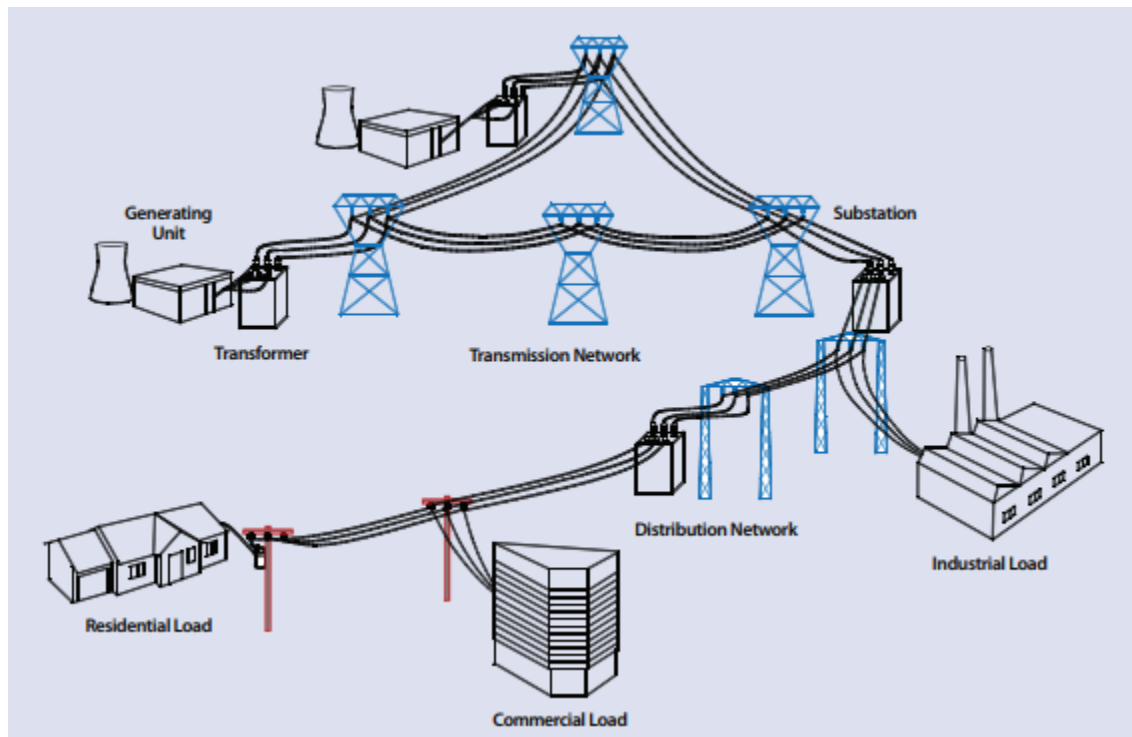 Generating
Unit
Substation
Transformer
Transmission Network
Distribution Network
Industrial Load
Residential Load
Commercial Load